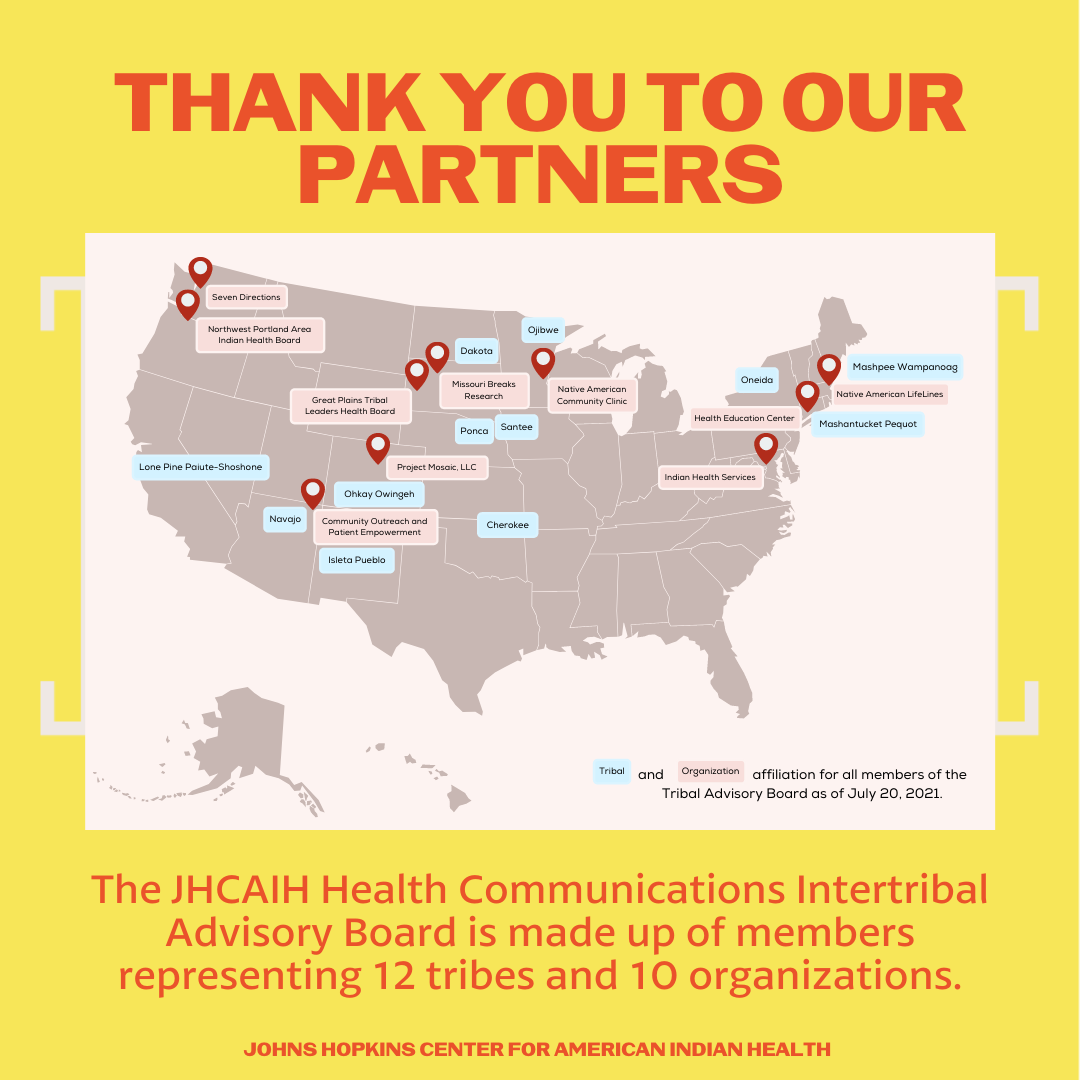 THANK YOU TO OUR
PARTNERS
Seven Directions
Northwest Portland Area
Indian Health Board
Ojibwe
Dakota
Missouri Breaks
Research
Great Plains Tribal
Leaders Health Board
Native American
Community Clinic
Oneida
Mashpee Wampanoag
Native American LifeLines
Health Education Center
Mashantucket Pequot
Ponca
Santee
Lone Pine Paiute-Shoshone
Project Mosaic, LLC
Indian Health Services
Ohkay Owingeh
Navajo
Community Outreach and
Patient Empowerment
Cherokee
Isleta Pueblo
Tribal and Organization affiliation for all members of the
Tribal Advisory Board as of July 20, 2021.
The JHCAIH Health Communications Intertribal
Advisory Board is made up of members
representing 12 tribes and 10 organizations.
JOHNS HOPKINS CENTER FOR AMERICAN INDIAN HEALTH